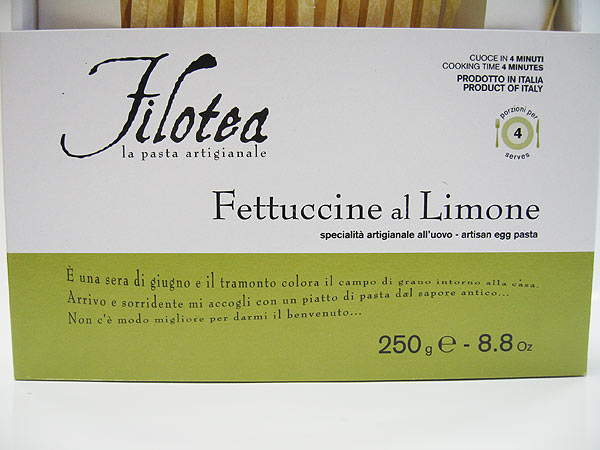 Filotea
la pasta artigianale
CUOCE IN 4 MINUTI
COOKING TIME 4 MINUTES
PRODOTTO IN ITALIA
PRODUCT OF ITALY
porzioni per
4
serves
Fettuccine al Limone
specialità artigianale all'uovo - artisan egg pasta
È una sera di giugno e il tramonto colora il campo di grano intorno alla casa.
Arrivo e sorridente mi accogli con un piatto di pasta dal sapore antico...
Non c'è modo migliore per darmi il benvenuto...
250 g ℮ - 8.8 Oz